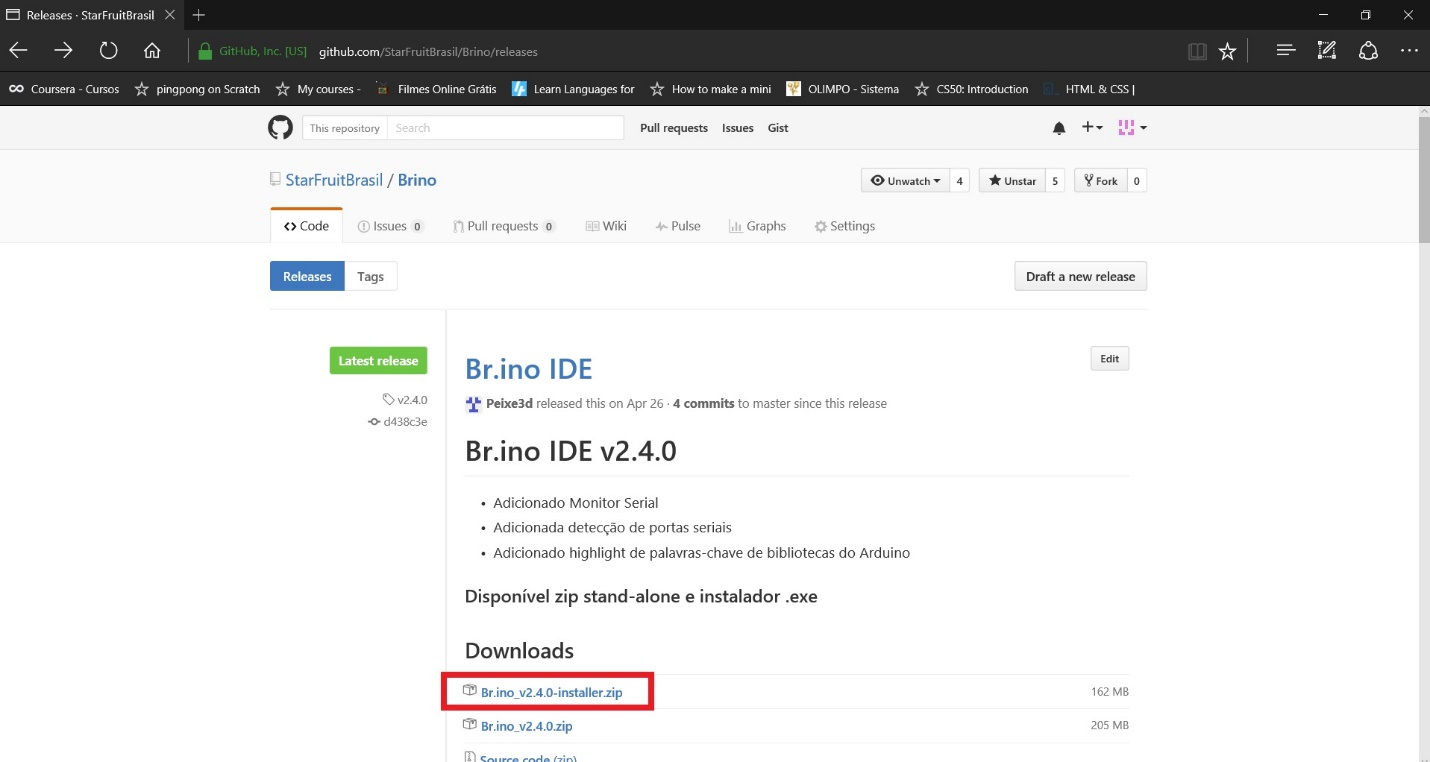 Releases · StarFruitBrasil
GitHub, Inc. [US] github.com/StarFruitBrasil/Brino/releases
Coursera - Cursos pingpong on Scratch My courses - Filmes Online Grátis Learn Languages for How to make a mini OLIMPO - Sistema CS50: Introduction HTML & CSS |
This repository Search Pull requests Issues Gist
StarFruitBrasil / Brino Unwatch 4 Unstar 5 Fork 0
Code Issues 0 Pull requests 0 Wiki Pulse Graphs Settings
Releases Tags Draft a new release
Latest release
v2.4.0
d438c3e
Br.ino IDE Edit
Peixe3d released this on Apr 26 · 4 commits to master since this release
Br.ino IDE v2.4.0
• Adicionado Monitor Serial
• Adicionada detecção de portas seriais
• Adicionado highlight de palavras-chave de bibliotecas do Arduino
Disponível zip stand-alone e instalador .exe
Downloads
Br.ino_v2.4.0-installer.zip 162 MB
Br.ino_v2.4.0.zip 205 MB
Source code (zip)